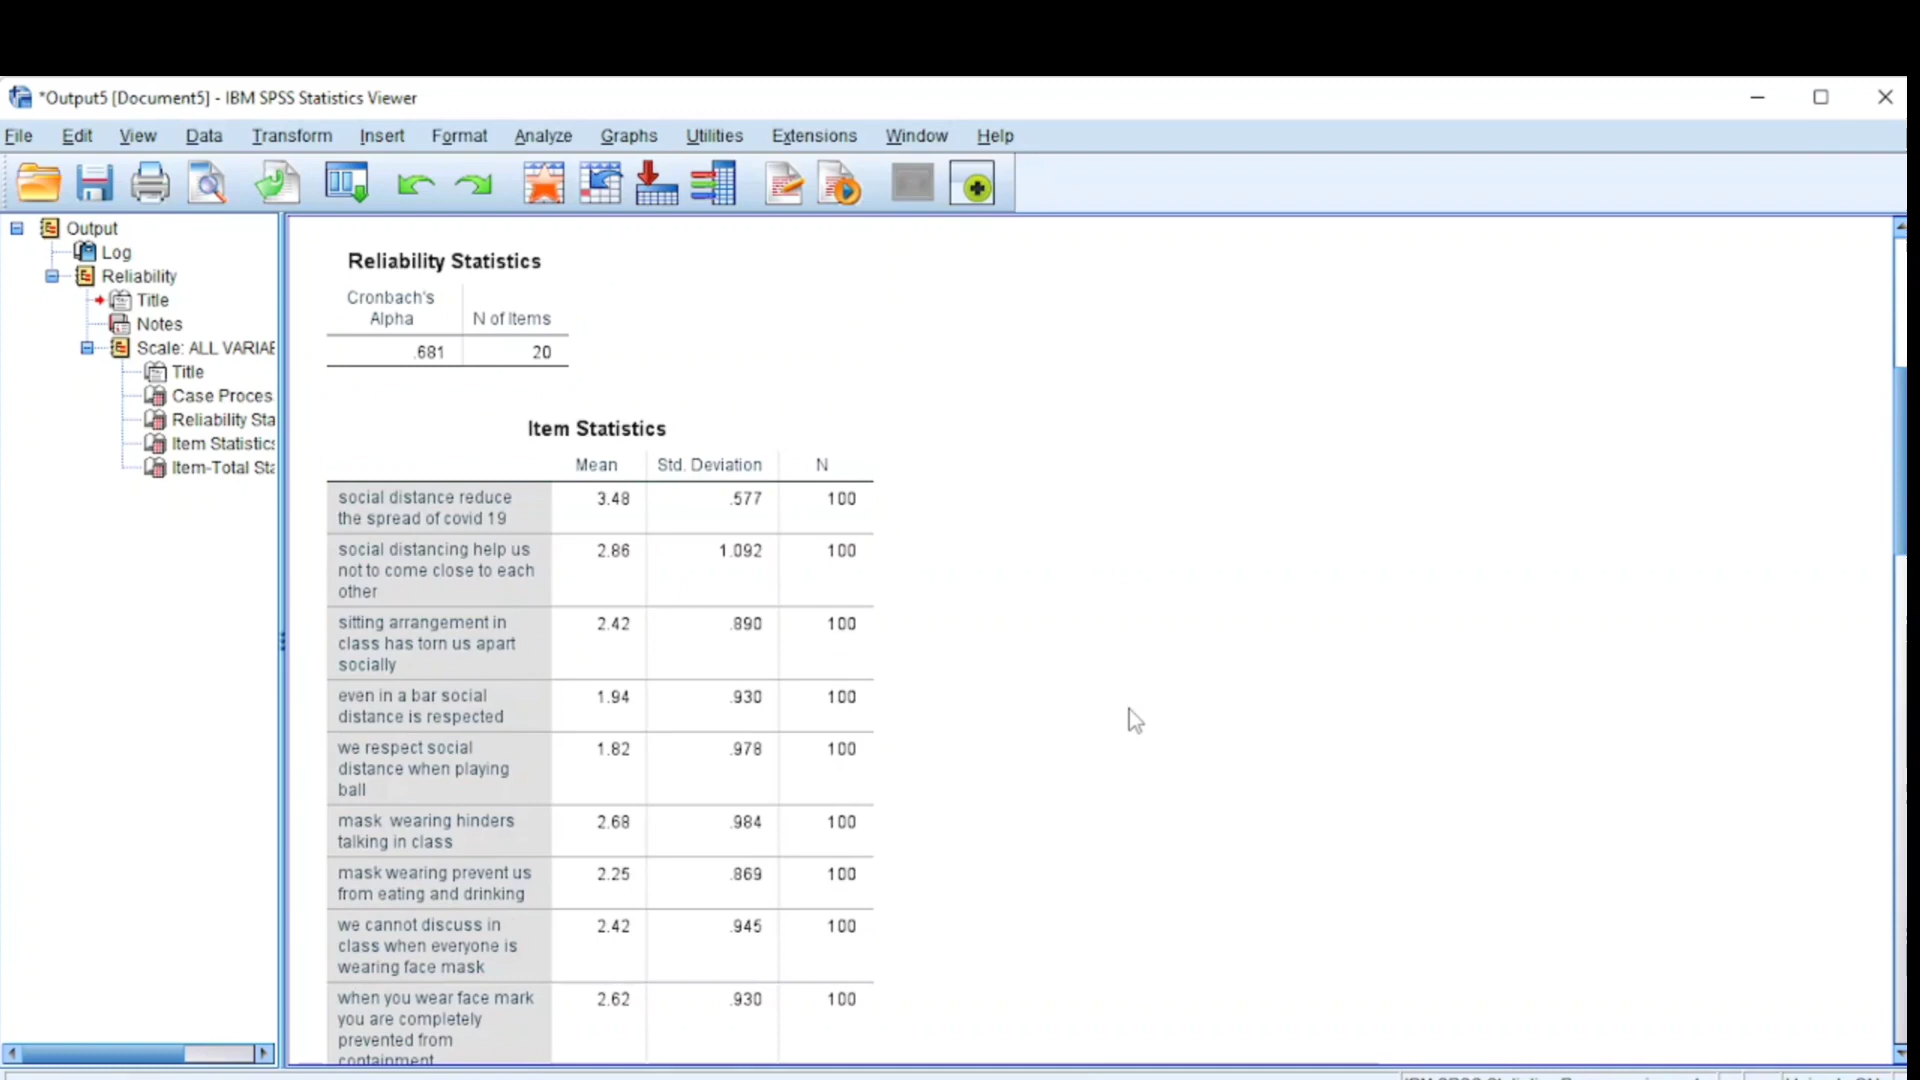 *Output5 [Document5] - IBM SPSS Statistics Viewer
File Edit View Data Transform Insert Format Analyze Graphs Utilities Extensions Window Help
Output
Log
Reliability
Title
Notes
Scale: ALL VARIAB
Title
Case Proces
Reliability Sta
Item Statistics
Item-Total Sta
Reliability Statistics
Cronbach's
Alpha N of Items
.681 20
Item Statistics
Mean Std. Deviation N
social distance reduce 3.48 .577 100
the spread of covid 19
social distancing help us 2.86 1.092 100
not to come close to each
other
sitting arrangement in 2.42 .890 100
class has torn us apart
socially
even in a bar social 1.94 .930 100
distance is respected
we respect social 1.82 .978 100
distance when playing
ball
mask wearing hinders 2.68 .984 100
talking in class
mask wearing prevent us 2.25 .869 100
from eating and drinking
we cannot discuss in 2.42 .945 100
class when everyone is
wearing face mask
when you wear face mark 2.62 .930 100
you are completely
prevented from
containment